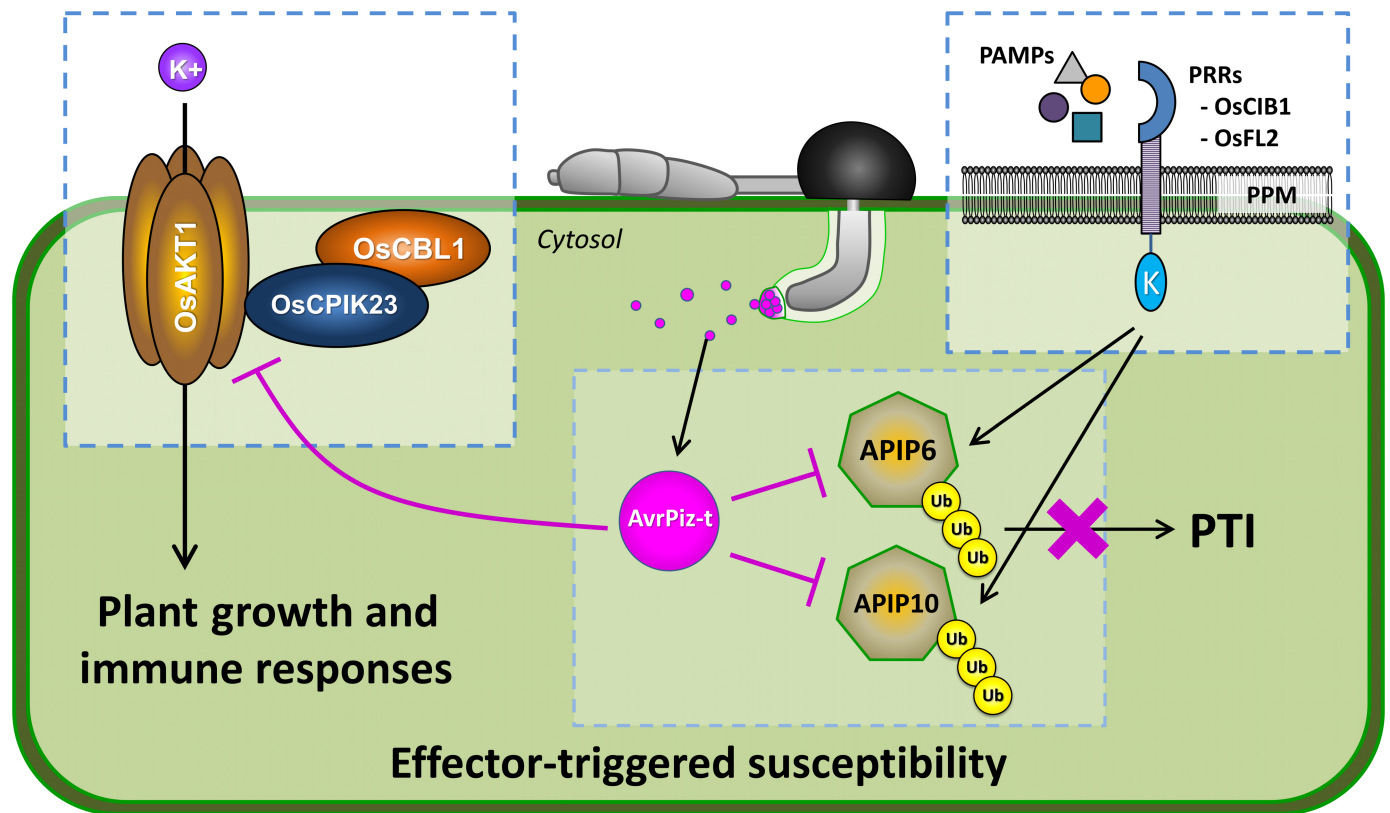 K+
OsAKT1
OsCBL1
OsCPIK23
Plant growth and
immune responses
Cytosol
PAMPs
PRRs
- OsCIB1
- OsFL2
PPM
K
AvrPiz-t
APIP6
Ub
Ub
Ub
APIP10
Ub
Ub
Ub
PTI
Effector-triggered susceptibility